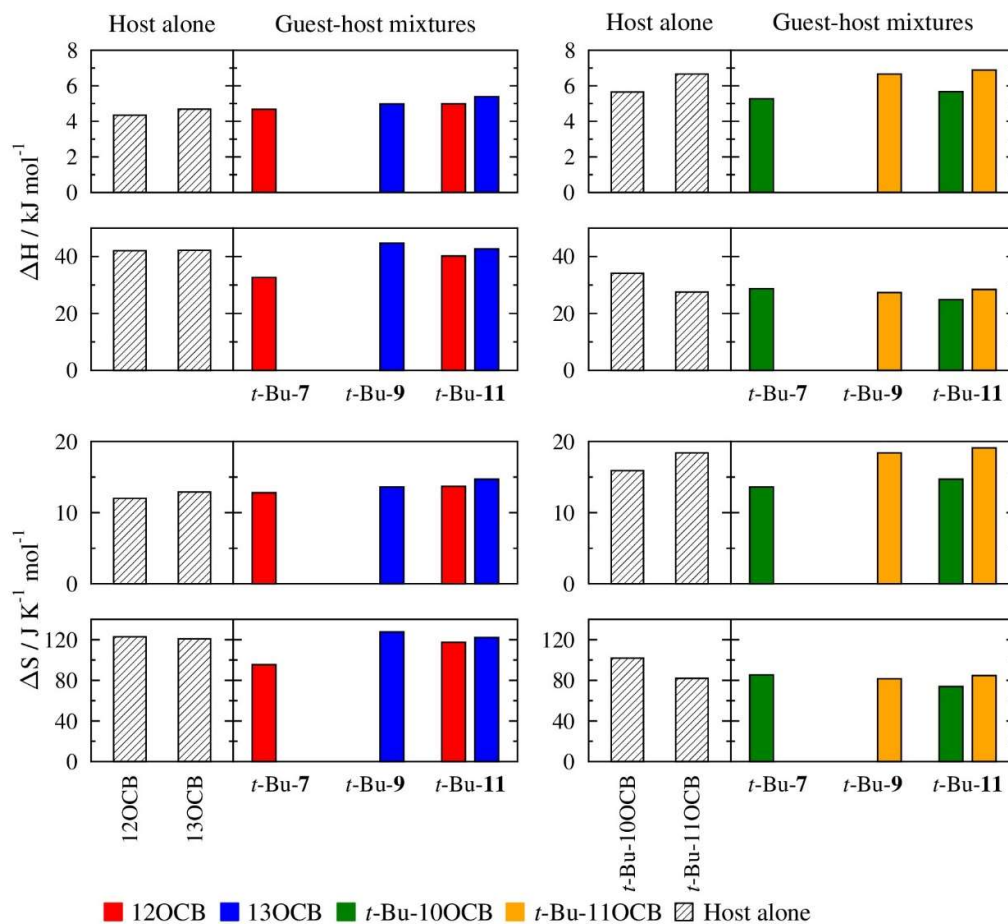 Host alone Guest-host mixtures Host alone Guest-host mixtures
ΔH / kJ mol⁻¹
8 8
6 6
4 4
2 2
0 0
40 40
20 20
0 0
t-Bu-7 t-Bu-9 t-Bu-11 t-Bu-7 t-Bu-9 t-Bu-11
ΔS / J K⁻¹ mol⁻¹
20 20
10 10
0 0
120 120
80 80
40 40
0 0
12OCB 13OCB t-Bu-7 t-Bu-9 t-Bu-11 t-Bu-10OCB t-Bu-11OCB t-Bu-7 t-Bu-9 t-Bu-11
12OCB 13OCB t-Bu-10OCB t-Bu-11OCB Host alone